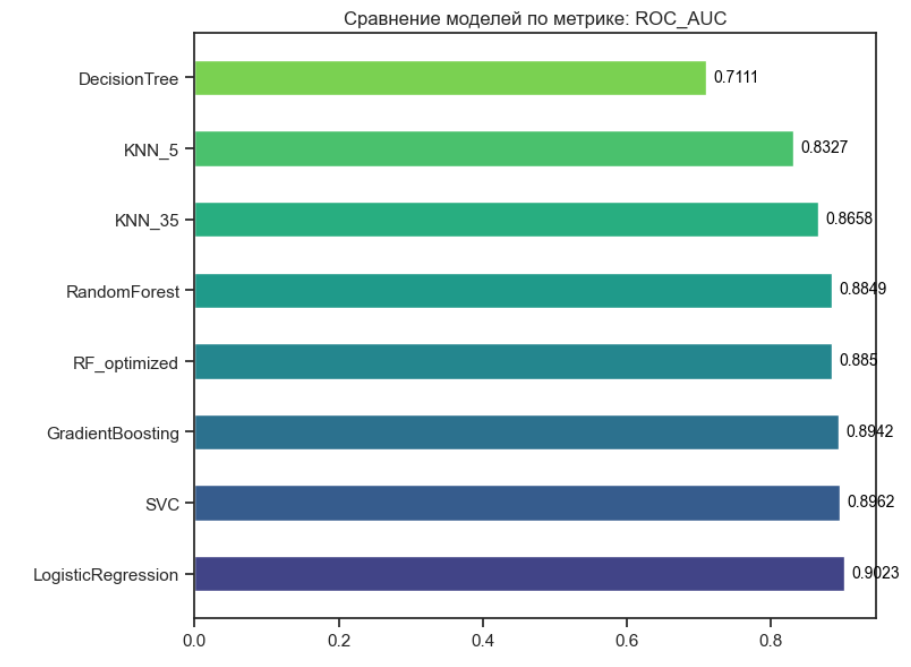 Сравнение моделей по метрике: ROC_AUC
DecisionTree 0.7111
KNN_5 0.8327
KNN_35 0.8658
RandomForest 0.8849
RF_optimized 0.885
GradientBoosting 0.8942
SVC 0.8962
LogisticRegression 0.9023
0.0 0.2 0.4 0.6 0.8